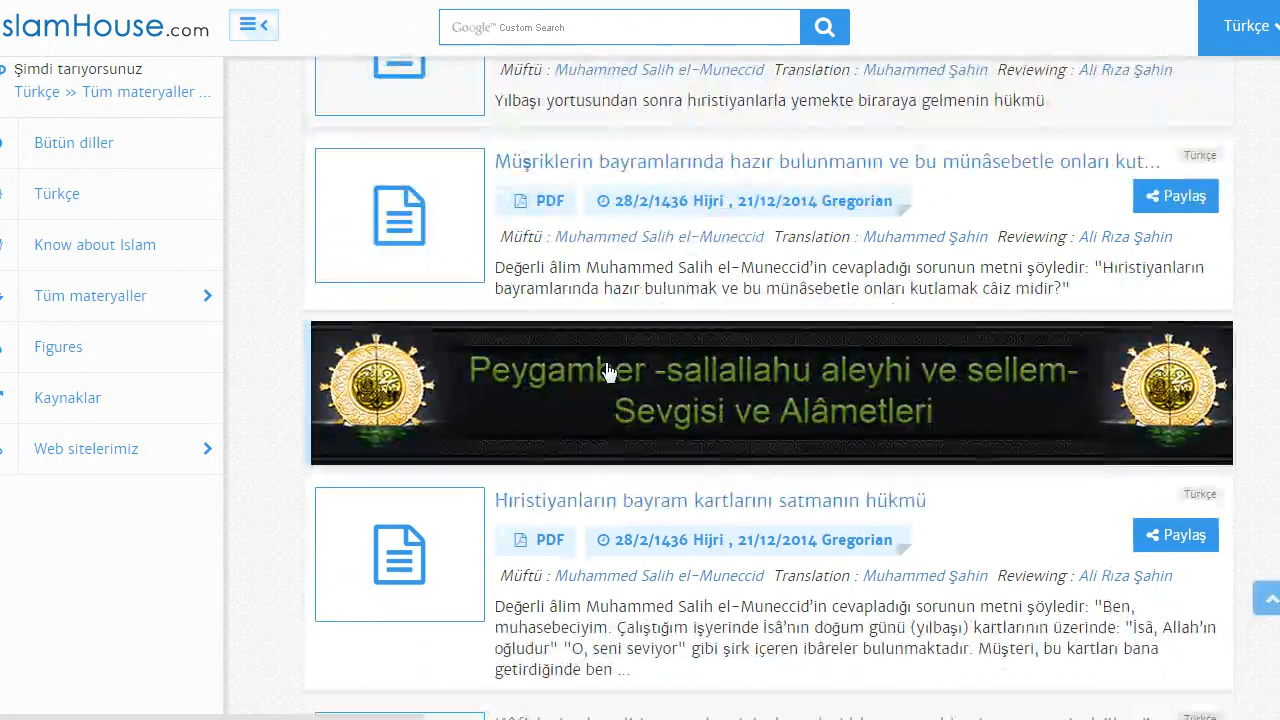 slamHouse.com
Google™ Custom Search
Türkçe
Şimdi tarıyorsunuz
Türkçe >> Tüm materyaller ...
Bütün diller
Türkçe
Know about Islam
Tüm materyaller
Figures
Kaynaklar
Web sitelerimiz
Müftü : Muhammed Salih el-Muneccid Translation : Muhammed Şahin Reviewing : Ali Rıza Şahin
Yılbaşı yortusundan sonra hıristiyanlarla yemekte biraraya gelmenin hükmü
Müşriklerin bayramlarında hazır bulunmanın ve bu münâsebetle onları kut...
Türkçe
PDF
28/2/1436 Hijri , 21/12/2014 Gregorian
Paylaş
Müftü : Muhammed Salih el-Muneccid Translation : Muhammed Şahin Reviewing : Ali Rıza Şahin
Değerli âlim Muhammed Salih el-Muneccid’in cevapladığı sorunun metni şöyledir: "Hıristiyanların
bayramlarında hazır bulunmak ve bu münâsebetle onları kutlamak câiz midir?"
Peygamber -sallallahu aleyhi ve sellem-
Sevgisi ve Alâmetleri
Hıristiyanların bayram kartlarını satmanın hükmü
Türkçe
PDF
28/2/1436 Hijri , 21/12/2014 Gregorian
Paylaş
Müftü : Muhammed Salih el-Muneccid Translation : Muhammed Şahin Reviewing : Ali Rıza Şahin
Değerli âlim Muhammed Salih el-Muneccid’in cevapladığı sorunun metni şöyledir: "Ben,
muhasebeciyim. Çalıştığım işyerinde İsâ’nın doğum günü (yılbaşı) kartlarının üzerinde: "İsâ, Allah’ın
oğludur" "O, seni seviyor" gibi şirk içeren ibâreler bulunmaktadır. Müşteri, bu kartları bana
getirdiğinde ben ...
Türkçe